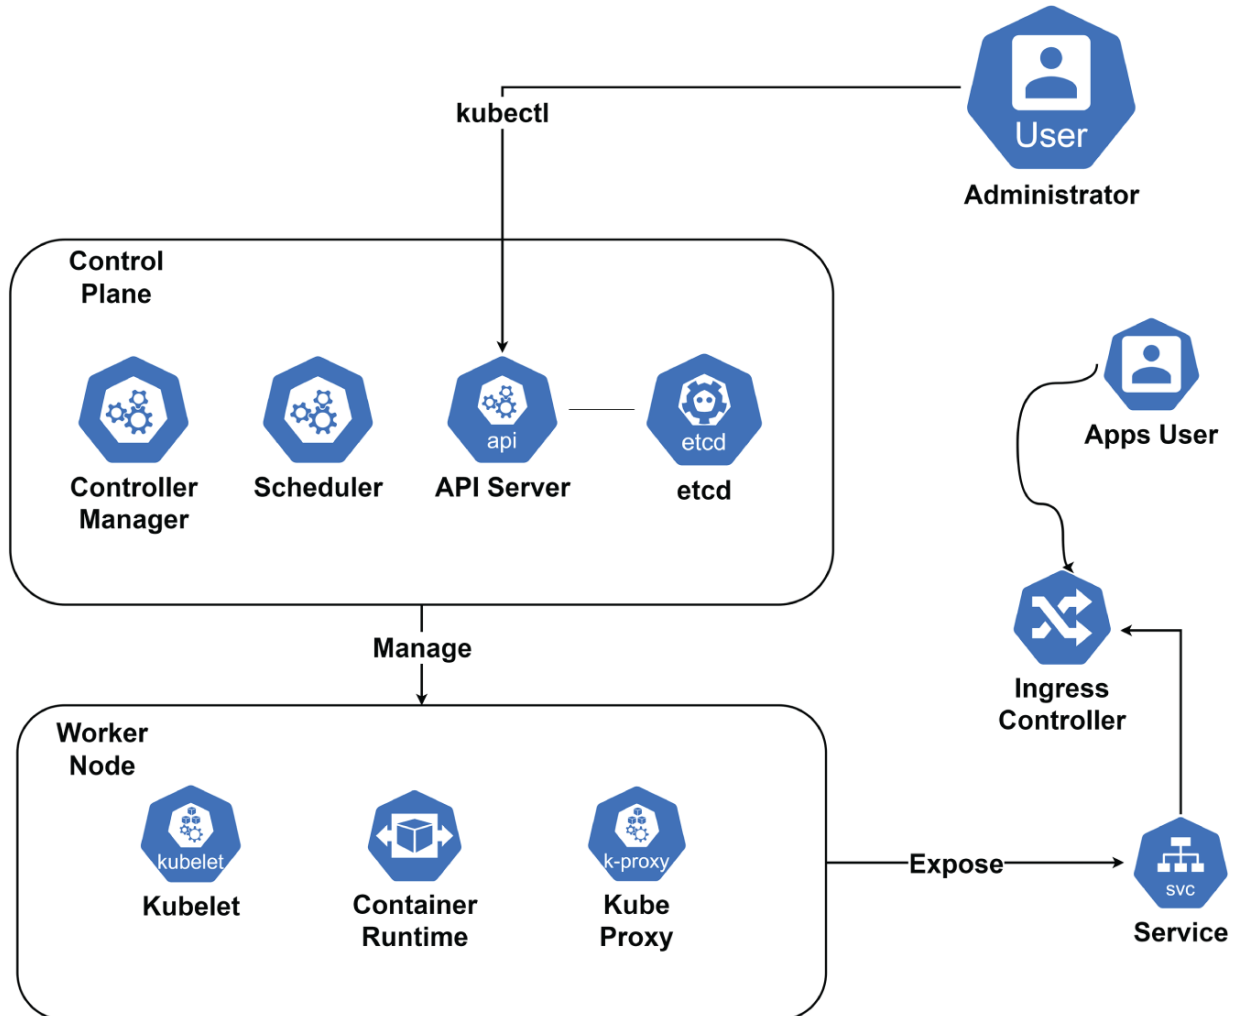 User
Administrator
kubectl
Control
Plane
api
etcd
Controller
Manager
Scheduler
API Server
etcd
Apps User
Manage
Ingress
Controller
Worker
Node
kubelet
k-proxy
Kubelet
Container
Runtime
Kube
Proxy
Expose
svc
Service